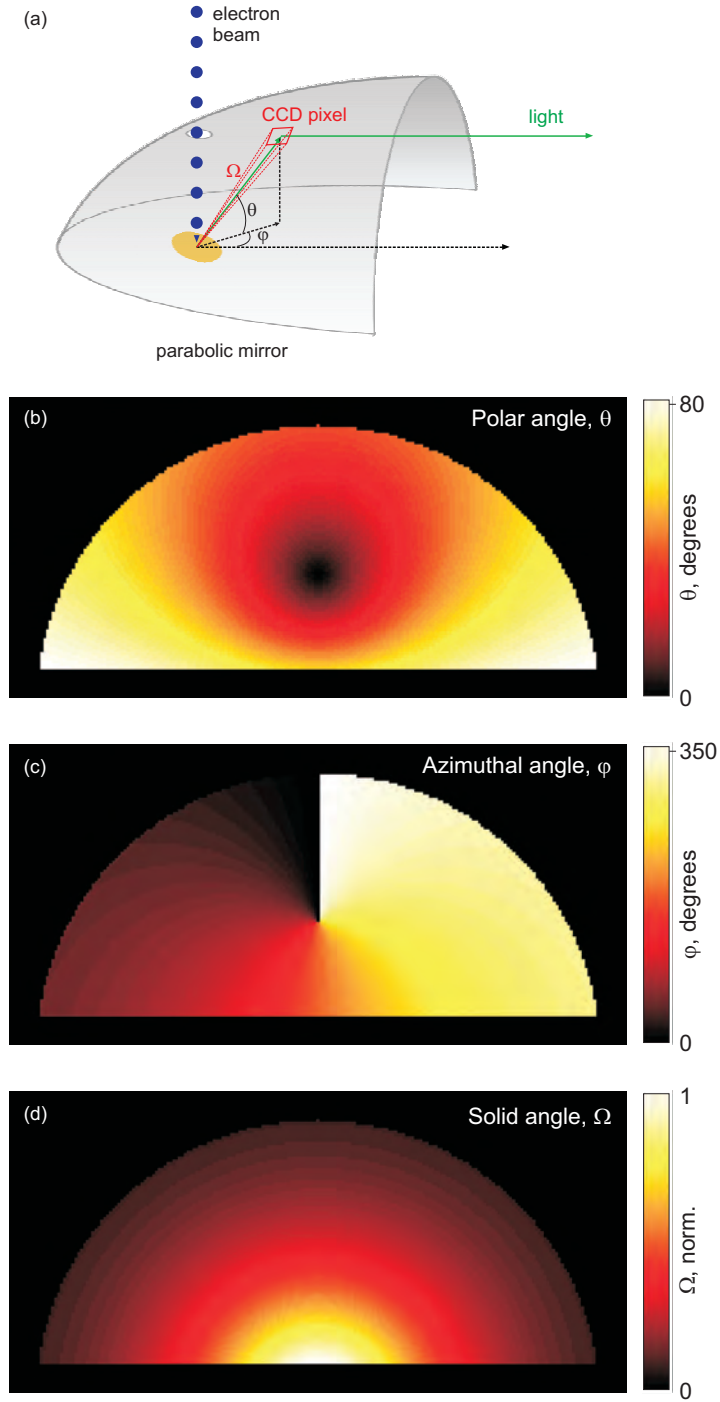 (a)
electron
beam
CCD pixel
light
Ω
θ
φ
parabolic mirror
(b)
Polar angle, θ
80
θ, degrees
0
(c)
Azimuthal angle, φ
350
φ, degrees
0
(d)
Solid angle, Ω
1
Ω, norm.
0